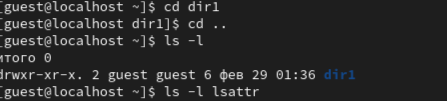 [guest@localhost ~]$ cd dir1
[guest@localhost dir1]$ cd ..
[guest@localhost ~]$ ls -l
итого 0
drwxr-xr-x. 2 guest guest 6 фев 29 01:36 dir1
[guest@localhost ~]$ ls -l lsattr